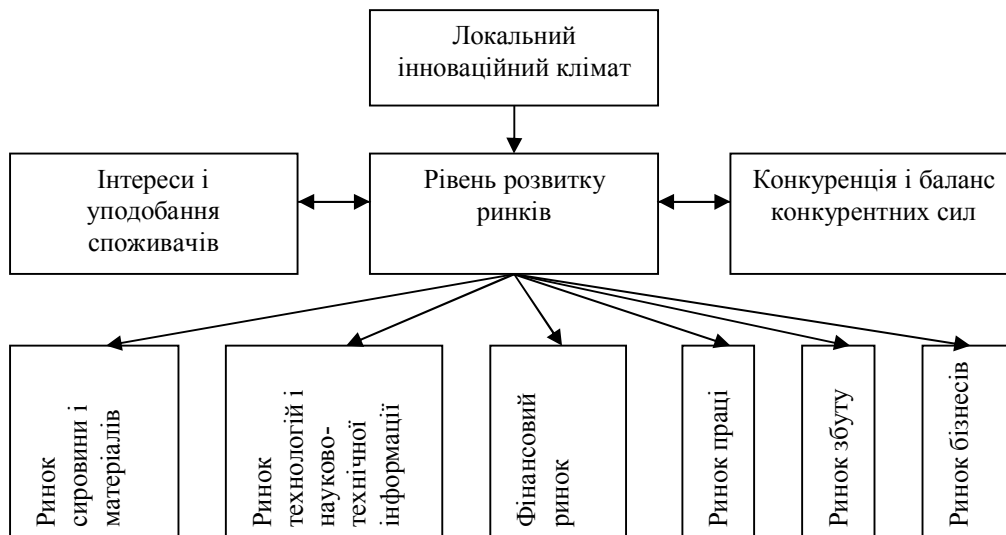 Локальний
інноваційний клімат
Інтереси і
уподобання
споживачів
Рівень розвитку
ринків
Конкуренція і баланс
конкурентних сил
Ринок
сировини і
матеріалів
Ринок
технологій і
науково-
технічної
інформації
Фінансовий
ринок
Ринок праці
Ринок збуту
Ринок бізнесів